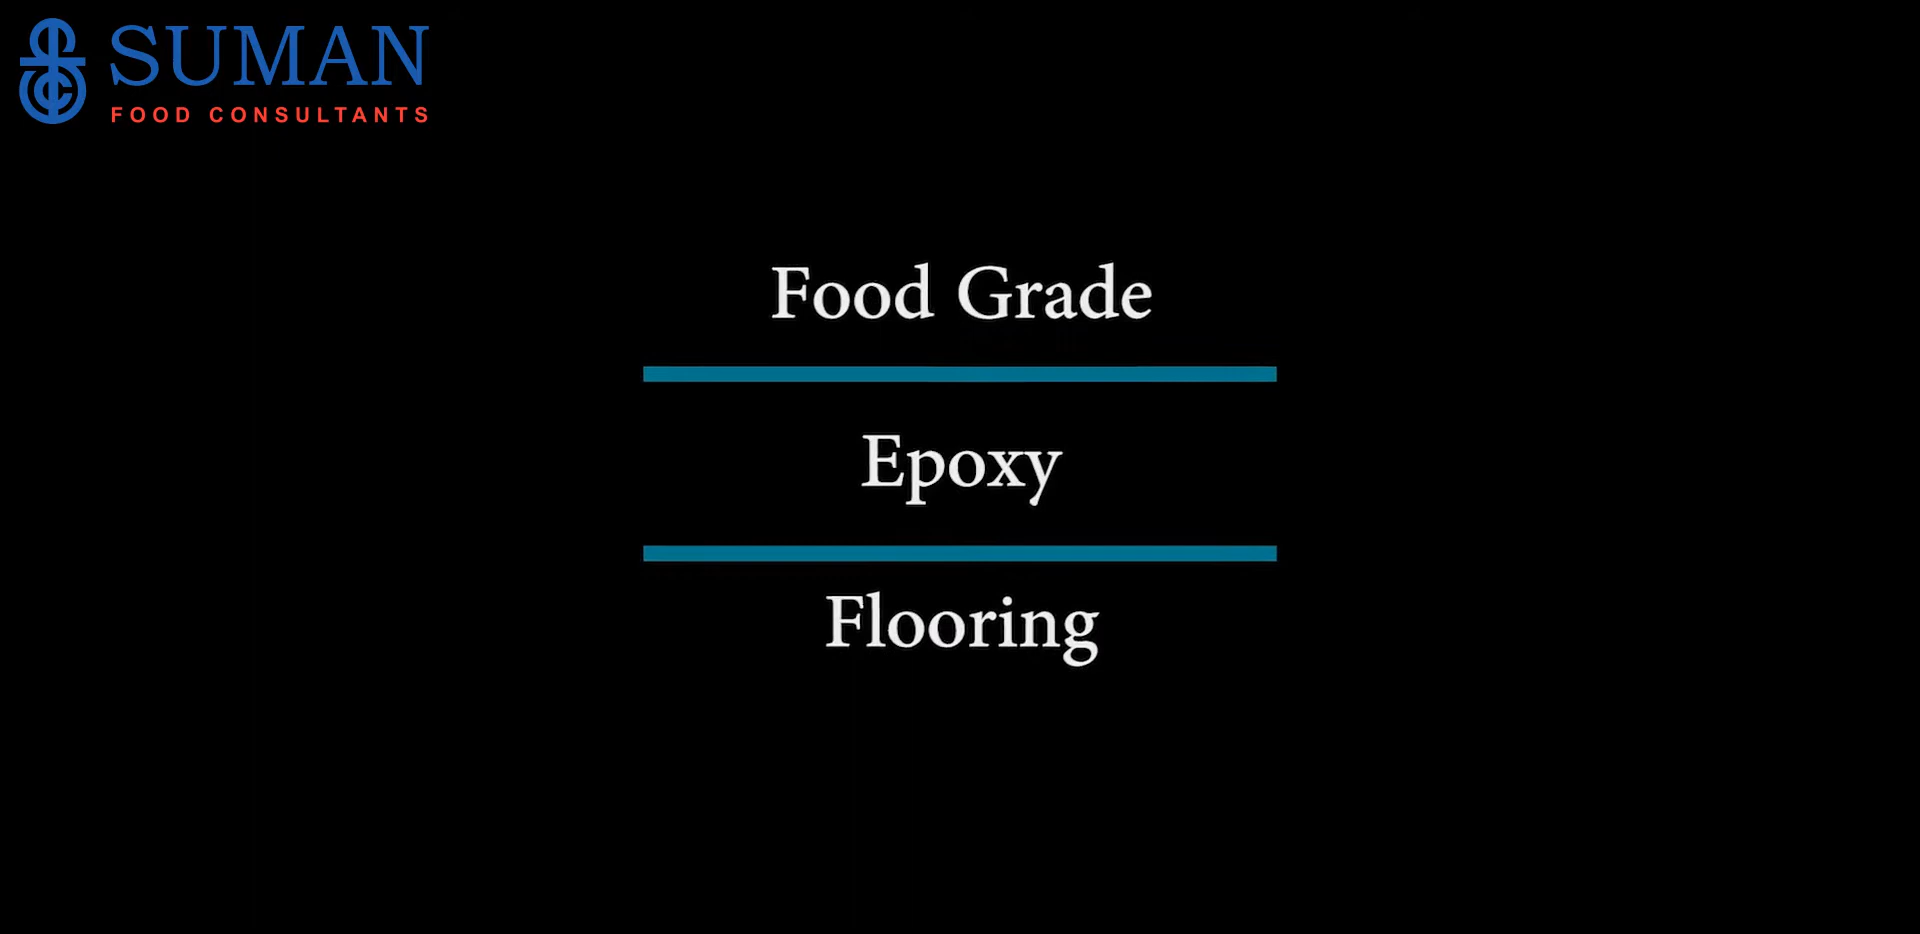 SUMAN
FOOD CONSULTANTS
Food Grade
Epoxy
Flooring